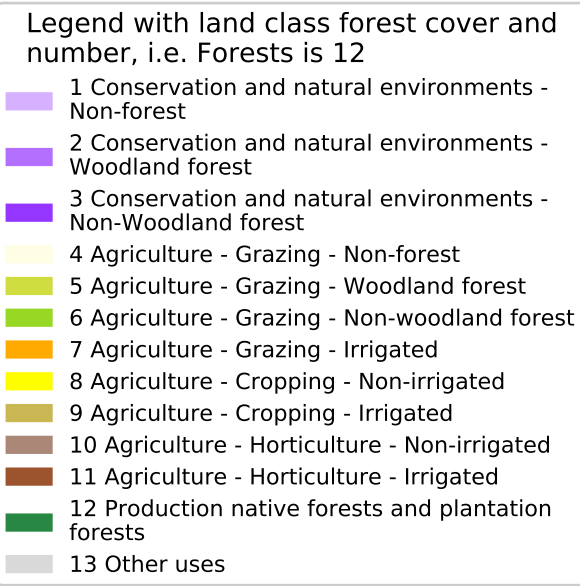 Legend with land class forest cover and
number, i.e. Forests is 12
1 Conservation and natural environments -
Non-forest
2 Conservation and natural environments -
Woodland forest
3 Conservation and natural environments -
Non-Woodland forest
4 Agriculture - Grazing - Non-forest
5 Agriculture - Grazing - Woodland forest
6 Agriculture - Grazing - Non-woodland forest
7 Agriculture - Grazing - Irrigated
8 Agriculture - Cropping - Non-irrigated
9 Agriculture - Cropping - Irrigated
10 Agriculture - Horticulture - Non-irrigated
11 Agriculture - Horticulture - Irrigated
12 Production native forests and plantation
forests
13 Other uses